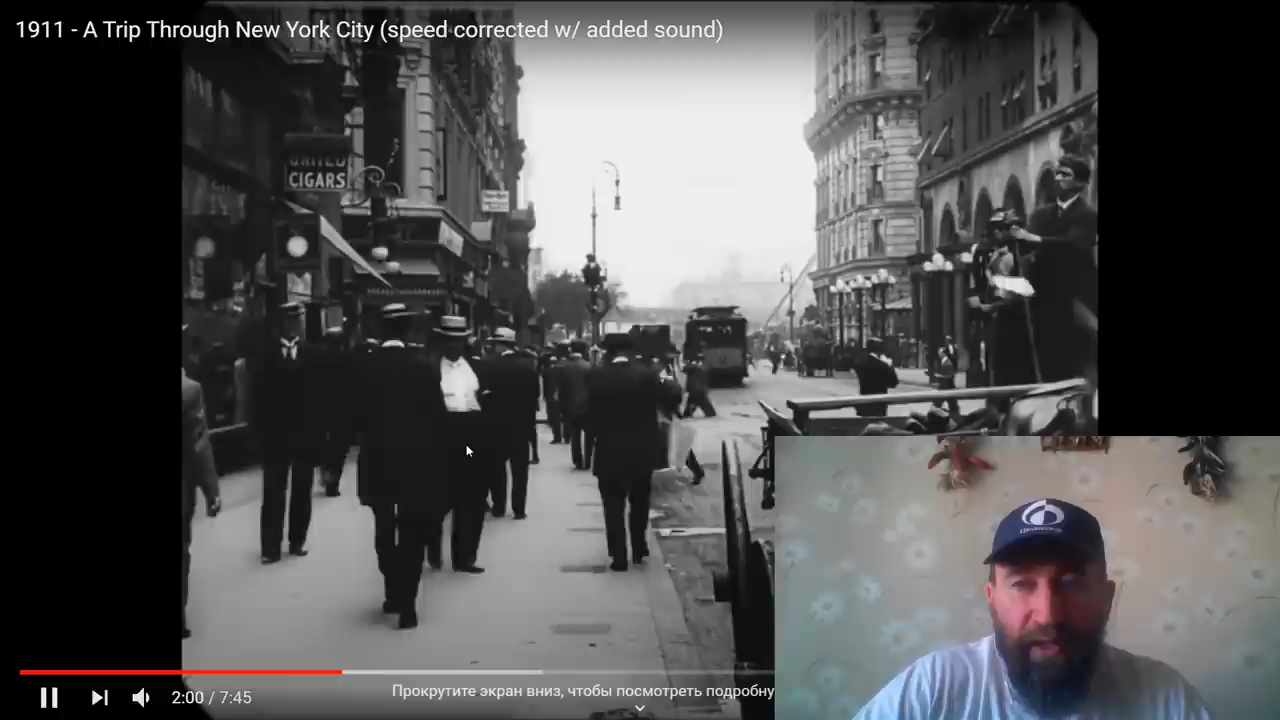 1911 - A Trip Through New York City (speed corrected w/ added sound)
UNITED
CIGARS
2:00 / 7:45
Прокрутите экран вниз, чтобы посмотреть подробну